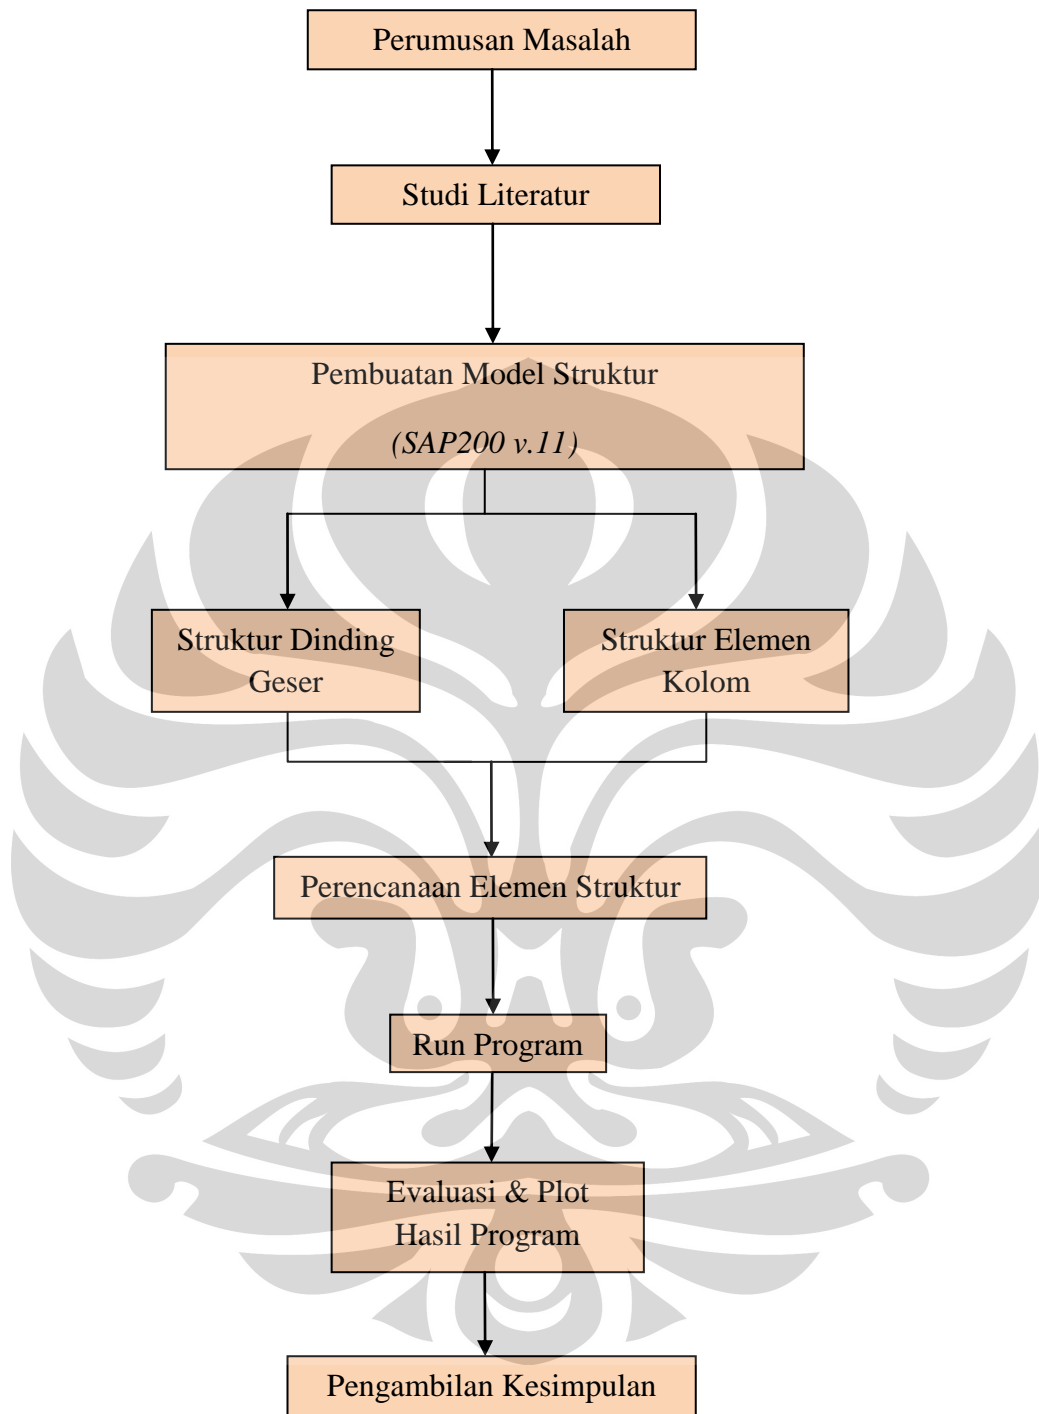 Perumusan Masalah
Studi Literatur
Pembuatan Model Struktur
(SAP200 v.11)
Struktur Dinding
Geser
Struktur Elemen
Kolom
Perencanaan Elemen Struktur
Run Program
Evaluasi & Plot
Hasil Program
Pengambilan Kesimpulan